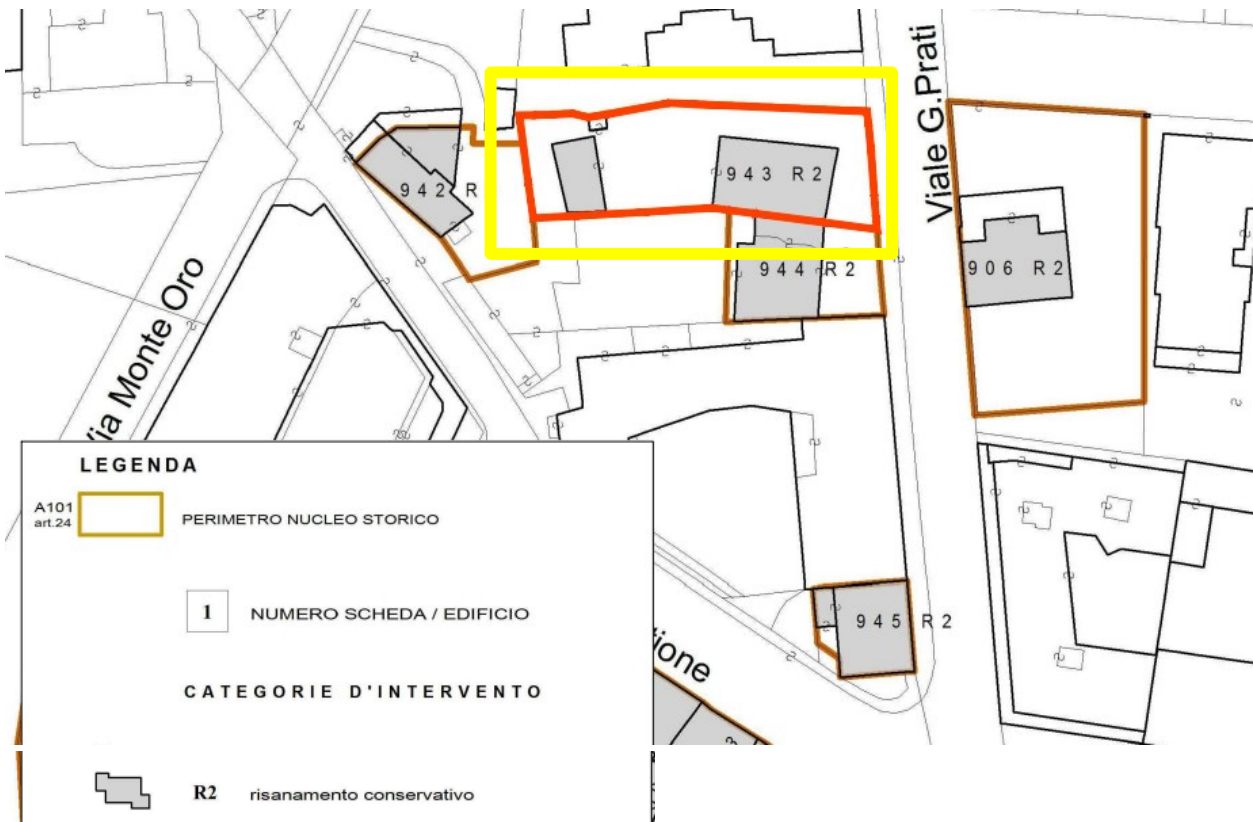 Viale G.Prati
943 R2
942 R
944 R2
906 R2
Via Monte Oro
945 R2
LEGENDA
A101
art.24
PERIMETRO NUCLEO STORICO
1 NUMERO SCHEDA / EDIFICIO
CATEGORIE D'INTERVENTO
R2 risanamento conservativo